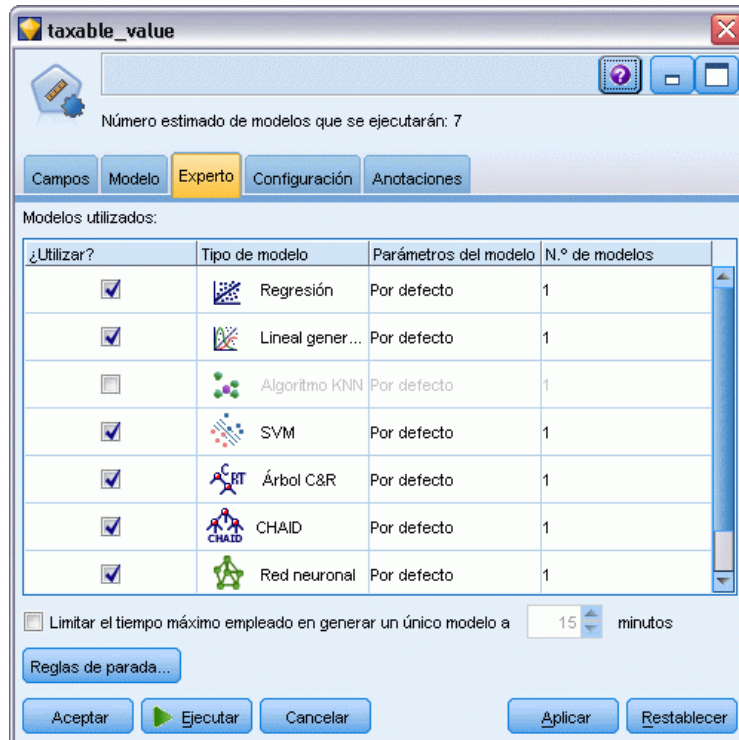 taxable_value
Número estimado de modelos que se ejecutarán: 7
Campos Modelo Experto Configuración Anotaciones
Modelos utilizados:
¿Utilizar? Tipo de modelo Parámetros del modelo N.º de modelos
Regresión Por defecto 1
Lineal gener... Por defecto 1
Algoritmo KNN Por defecto 1
SVM Por defecto 1
C RT Árbol C&R Por defecto 1
CHAID CHAID Por defecto 1
Red neuronal Por defecto 1
Limitar el tiempo máximo empleado en generar un único modelo a 15 minutos
Reglas de parada...
Aceptar Ejecutar Cancelar Aplicar Restablecer